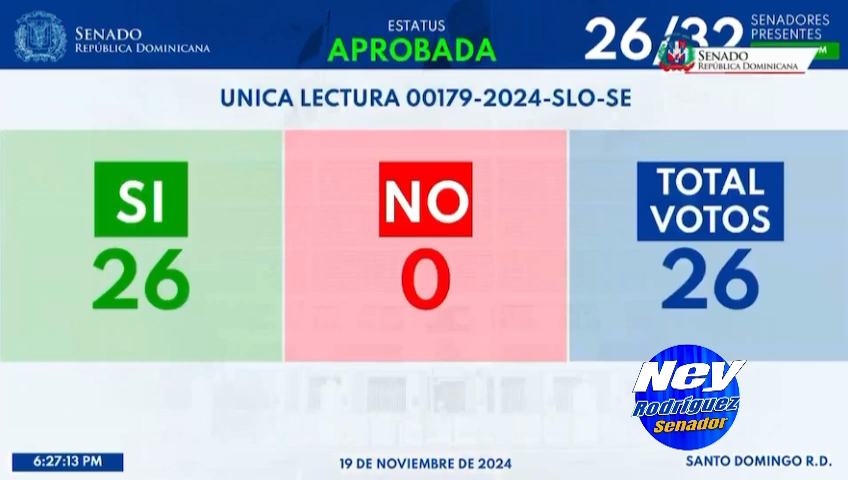 SENADO
REPÚBLICA DOMINICANA
ESTATUS
APROBADA
26/32
SENADORES
PRESENTES
SENADO
REPÚBLICA DOMINICANA
UNICA LECTURA 00179-2024-SLO-SE
SI
26
NO
0
TOTAL
VOTOS
26
Ney
Rodríguez
Senador
6:27:13 PM
19 DE NOVIEMBRE DE 2024
SANTO DOMINGO R.D.